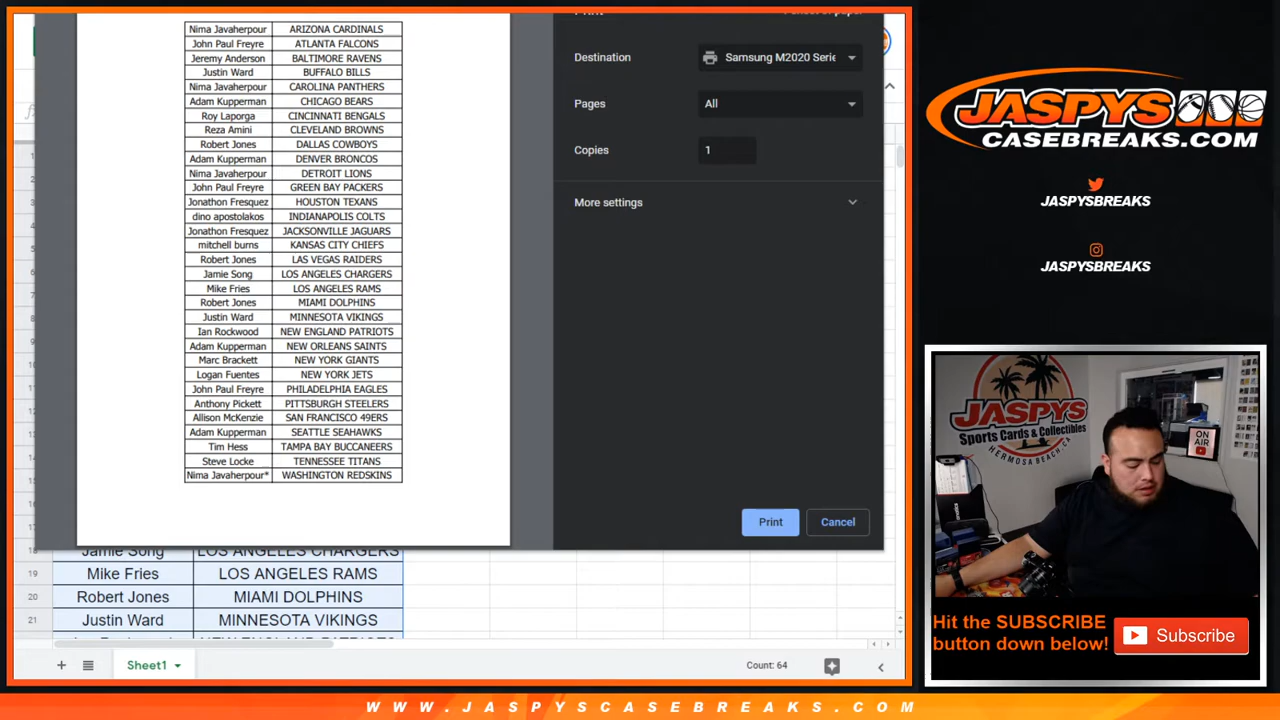 Nima Javaherpour ARIZONA CARDINALS
John Paul Freyre ATLANTA FALCONS
Jeremy Anderson BALTIMORE RAVENS
Justin Ward BUFFALO BILLS
Nima Javaherpour CAROLINA PANTHERS
Adam Kupperman CHICAGO BEARS
Roy Laporga CINCINNATI BENGALS
Reza Amini CLEVELAND BROWNS
Robert Jones DALLAS COWBOYS
Adam Kupperman DENVER BRONCOS
Nima Javaherpour DETROIT LIONS
John Paul Freyre GREEN BAY PACKERS
Jonathon Fresquez HOUSTON TEXANS
dino apostolakos INDIANAPOLIS COLTS
Jonathon Fresquez JACKSONVILLE JAGUARS
mitchell burns KANSAS CITY CHIEFS
Robert Jones LAS VEGAS RAIDERS
Jamie Song LOS ANGELES CHARGERS
Mike Fries LOS ANGELES RAMS
Robert Jones MIAMI DOLPHINS
Justin Ward MINNESOTA VIKINGS
Ian Rockwood NEW ENGLAND PATRIOTS
Adam Kupperman NEW ORLEANS SAINTS
Marc Brackett NEW YORK GIANTS
Logan Fuentes NEW YORK JETS
John Paul Freyre PHILADELPHIA EAGLES
Anthony Pickett PITTSBURGH STEELERS
Allison McKenzie SAN FRANCISCO 49ERS
Adam Kupperman SEATTLE SEAHAWKS
Tim Hess TAMPA BAY BUCCANEERS
Steve Locke TENNESSEE TITANS
Nima Javaherpour* WASHINGTON REDSKINS
Destination Samsung M2020 Serie
Pages All
Copies 1
More settings
Print Cancel
18 Jamie Song LOS ANGELES CHARGERS
19 Mike Fries LOS ANGELES RAMS
20 Robert Jones MIAMI DOLPHINS
21 Justin Ward MINNESOTA VIKINGS
Sheet1 Count: 64
JASPYS
CASEBREAKS.COM
JASPYSBREAKS
JASPYSBREAKS
JASPYS
Sports Cards & Collectibles
HERMOSA BEACH, CA
ON
AIR
Hit the SUBSCRIBE
button down below!
Subscribe
WWW.JASPYSCASEBREAKS.COM